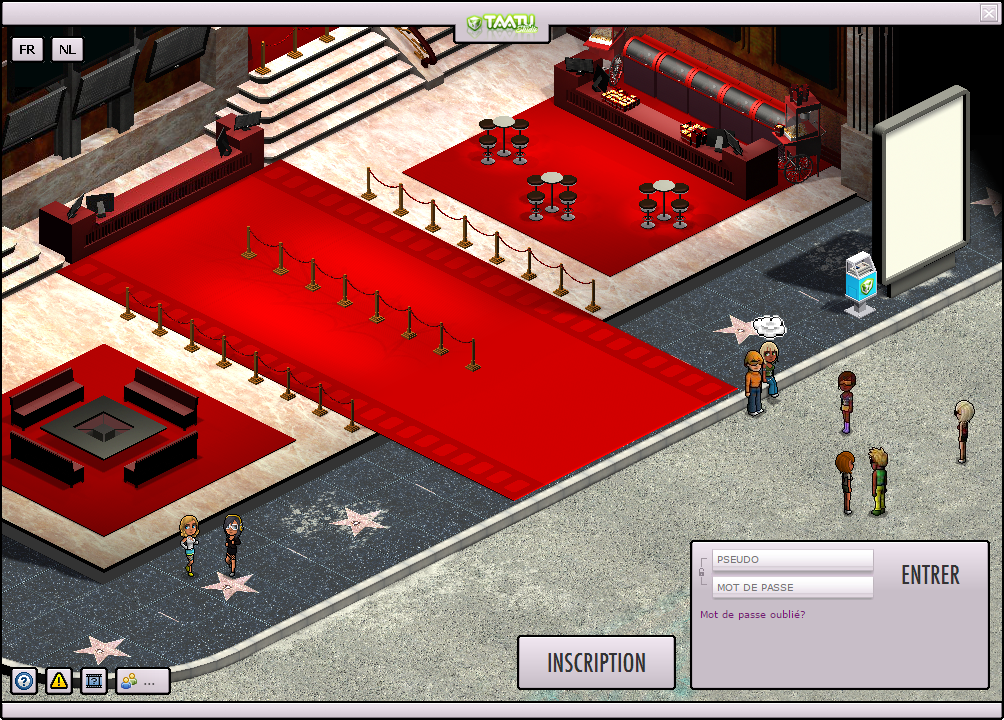 TAATU
FR NL
PSEUDO
MOT DE PASSE
ENTRER
Mot de passe oublié?
INSCRIPTION
...